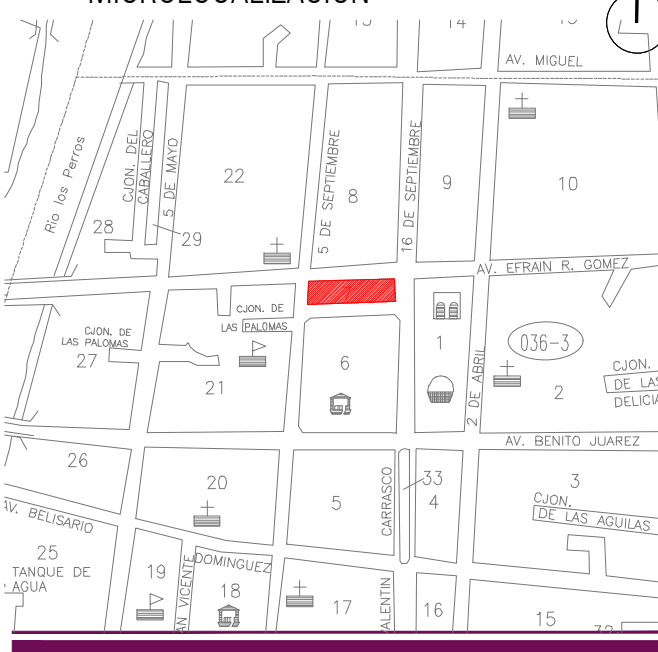 14
AV. MIGUEL
Rio los Perros
CJON. DEL
CABALLERO
5 DE MAYO
22
5 DE SEPTIEMBRE
8
16 DE SEPTIEMBRE
9
10
28
29
AV. EFRAIN R. GOMEZ
7
CJON. DE
LAS PALOMAS
CJON. DE
LAS PALOMAS
27
21
6
1
2 DE ABRIL
036-3
2
CJON.
DE LAS
AV. BENITO JUAREZ
26
20
5
CARRASCO
33
4
3
CJON.
DE LAS AGUILAS
AV. BELISARIO
25
TANQUE DE
AGUA
19
DOMINGUEZ
18
17
16
15